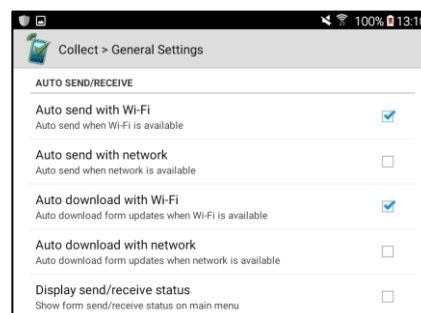 100% 13:10
Collect > General Settings
AUTO SEND/RECEIVE
Auto send with Wi-Fi
Auto send when Wi-Fi is available
Auto send with network
Auto send when network is available
Auto download with Wi-Fi
Auto download form updates when Wi-Fi is available
Auto download with network
Auto download form updates when network is available
Display send/receive status
Show form send/receive status on main menu